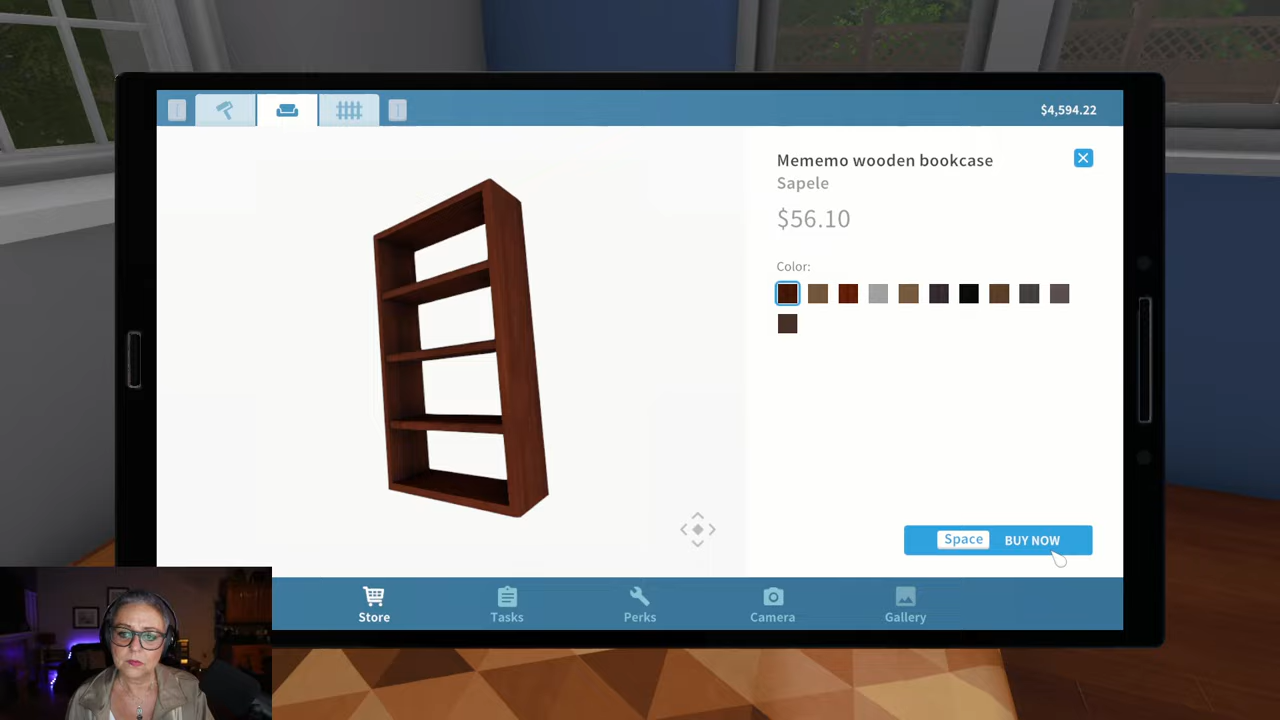 $4,594.22
Mememo wooden bookcase
Sapele
$56.10
Color:
Space BUY NOW
Store Tasks Perks Camera Gallery